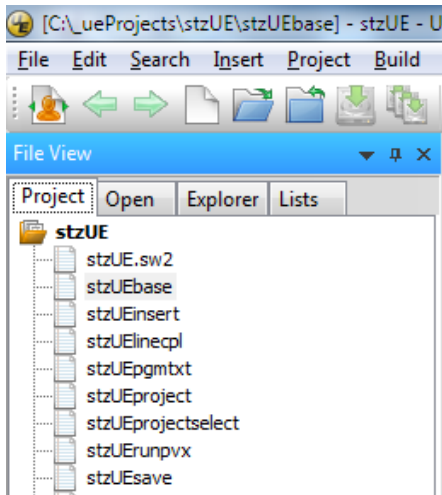 [C:\_ueProjects\stzUE\stzUEbase] - stzUE - U
File Edit Search Insert Project Build
File View
Project Open Explorer Lists
stzUE
stzUE.sw2
stzUEbase
stzUEinsert
stzUElinecpl
stzUEpgmtxt
stzUEproject
stzUEprojectselect
stzUErunpvx
stzUEsave